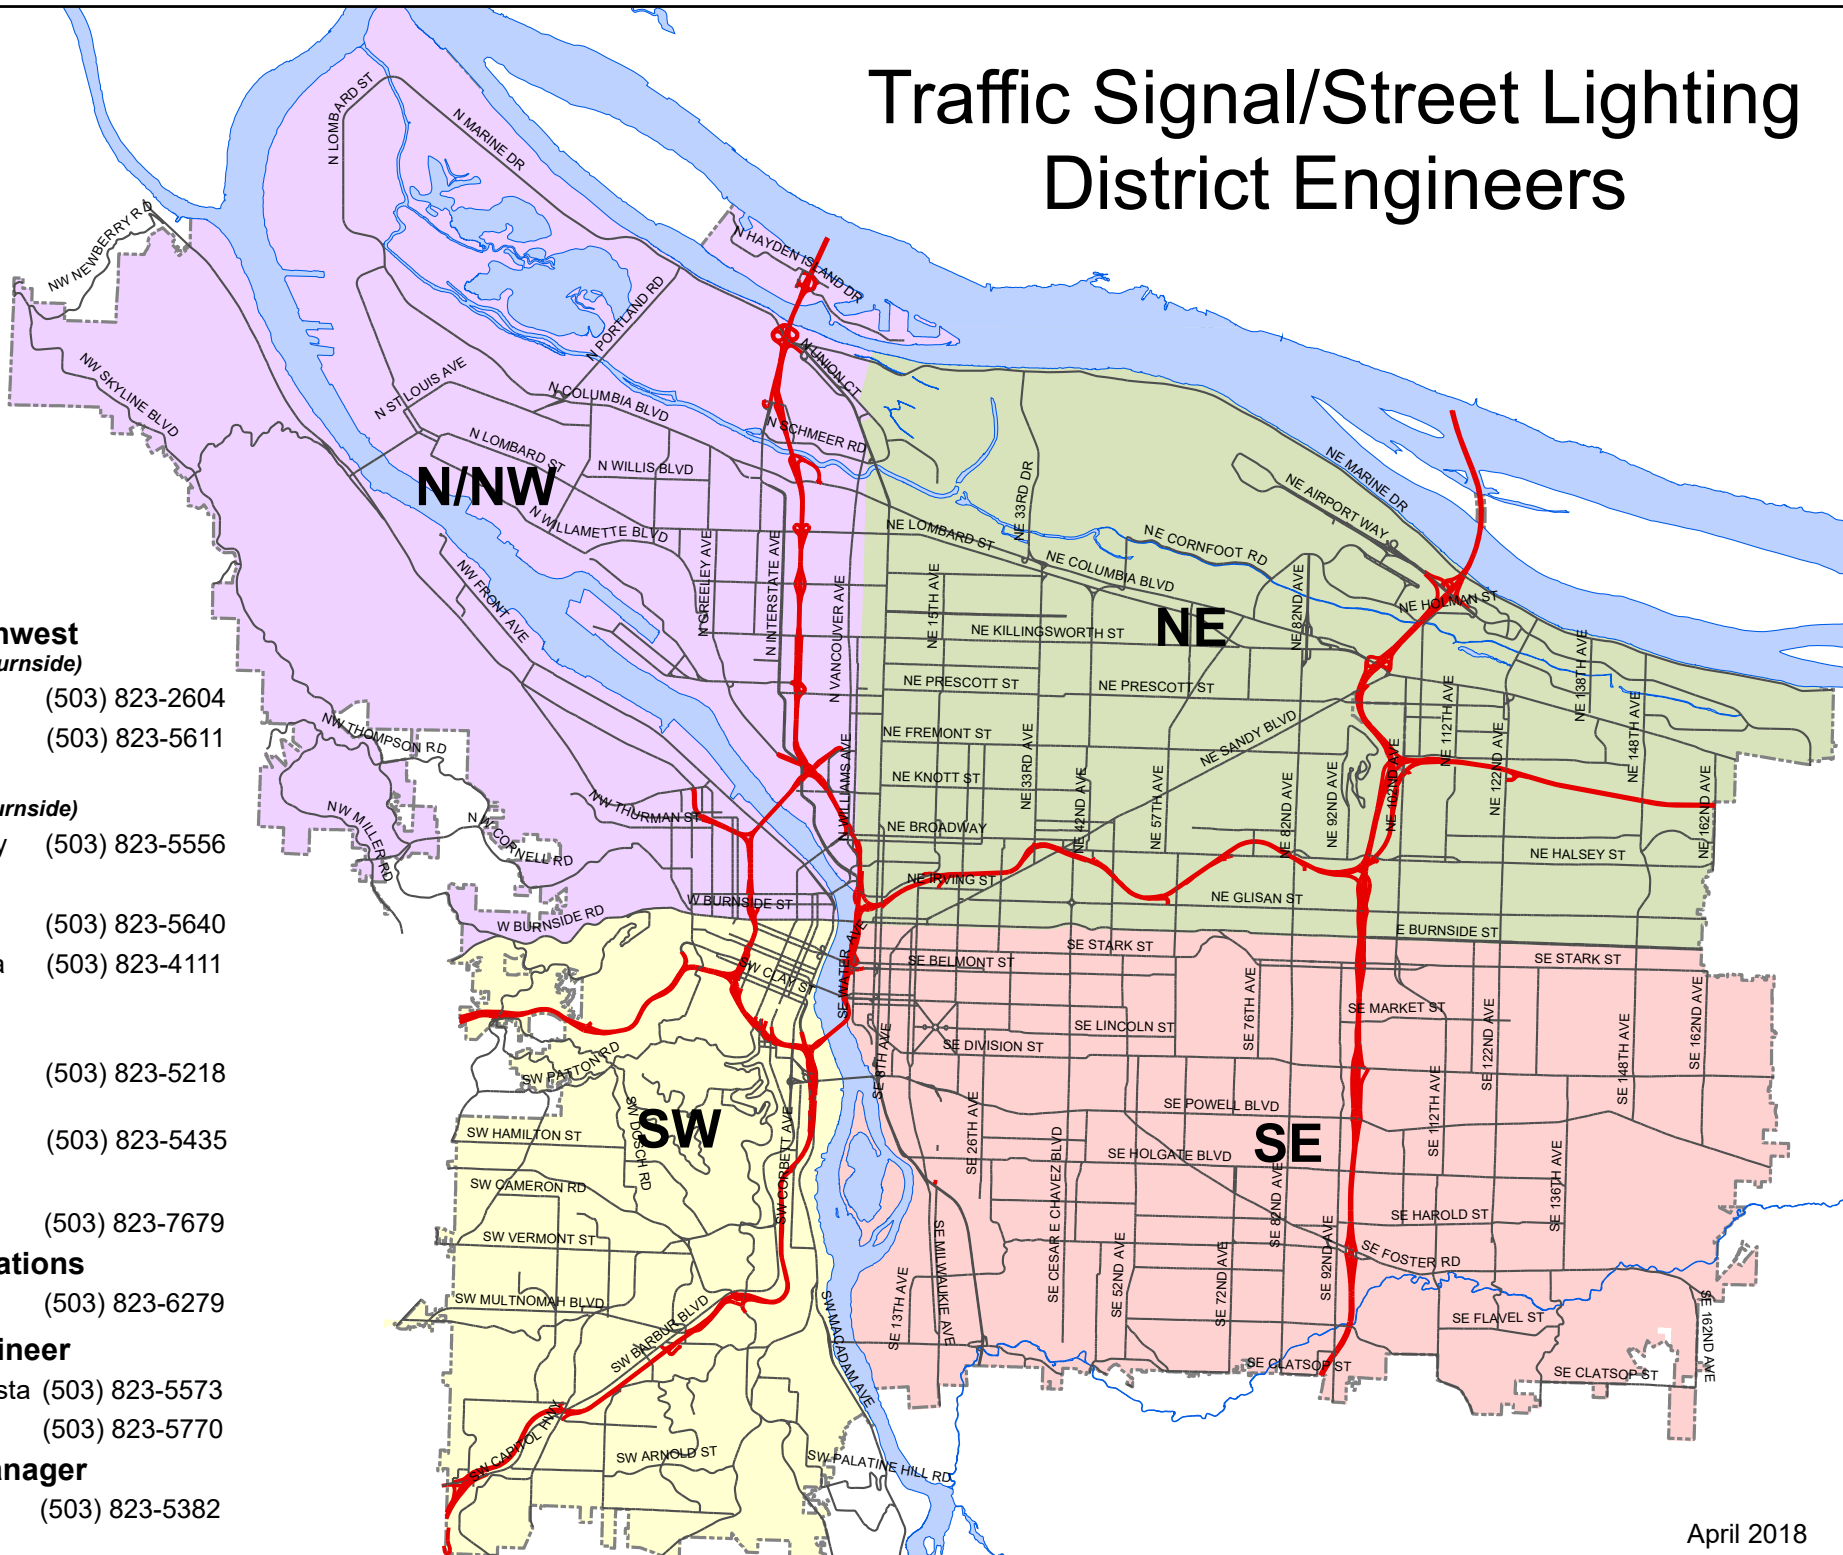 Traffic Signal/Street Lighting
District Engineers
N LOMBARD ST
N MARINE DR
NW NEWBERRY RD
N HAYDEN ISLAND DR
N PORTLAND RD
N UNION CT
NW SKYLINE BLVD
N ST LOUIS AVE
N COLUMBIA BLVD
N SCHMEER RD
N LOMBARD ST
N WILLIS BLVD
N/NW
N WILLAMETTE BLVD
NW FRONT AVE
N GREELEY AVE
N INTERSTATE AVE
N VANCOUVER AVE
N WILLIAMS AVE
NE MARINE DR
NE AIRPORT WAY
NE 33RD DR
NE LOMBARD ST
NE CORNFOOT RD
NE COLUMBIA BLVD
NE 82ND AVE
NE HOLMAN ST
NE 15TH AVE
NE KILLINGSWORTH ST
NE
NE 138TH AVE
NE PRESCOTT ST
NE PRESCOTT ST
NE 112TH AVE
NE 148TH AVE
NE FREMONT ST
NE SANDY BLVD
NE 122ND AVE
NE 33RD AVE
NE KNOTT ST
NE 42ND AVE
NE 57TH AVE
NE 82ND AVE
NE 92ND AVE
NE 102ND AVE
NE 162ND AVE
NE BROADWAY
NE HALSEY ST
NE IRVING ST
NE GLISAN ST
E BURNSIDE ST
NW THOMPSON RD
NW THURMAN ST
NW MILLER RD
NW CORNELL RD
W BURNSIDE ST
W BURNSIDE RD
SE STARK ST
SE STARK ST
SE BELMONT ST
SW CLAY ST
SE WATER AVE
SE 76TH AVE
SE MARKET ST
SE 122ND AVE
SE 162ND AVE
SE LINCOLN ST
SE DIVISION ST
SE 8TH AVE
SE 148TH AVE
SW PATTON RD
SW DOSCH RD
SW
SW HAMILTON ST
SW CORBETT AVE
SE 26TH AVE
SE POWELL BLVD
SE 112TH AVE
SE HOLGATE BLVD
SE
SE CESAR E CHAVEZ BLVD
SE 82ND AVE
SE 136TH AVE
SW CAMERON RD
SE HAROLD ST
SW VERMONT ST
SE MILWAUKIE AVE
SE 52ND AVE
SE 72ND AVE
SE 92ND AVE
SE FOSTER RD
SW MULTNOMAH BLVD
SW BARBUR BLVD
SW MACADAM AVE
SE 13TH AVE
SE FLAVEL ST
SE 162ND AVE
SE CLATSOP ST
SE CLATSOP ST
SW CAPITOL HWY
SW ARNOLD ST
SW PALATINE HILL RD
nwest
urnside)
(503) 823-2604
(503) 823-5611
rnside)
y (503) 823-5556
(503) 823-5640
a (503) 823-4111
(503) 823-5218
(503) 823-5435
(503) 823-7679
ations
(503) 823-6279
ineer
sta (503) 823-5573
(503) 823-5770
anager
(503) 823-5382
April 2018